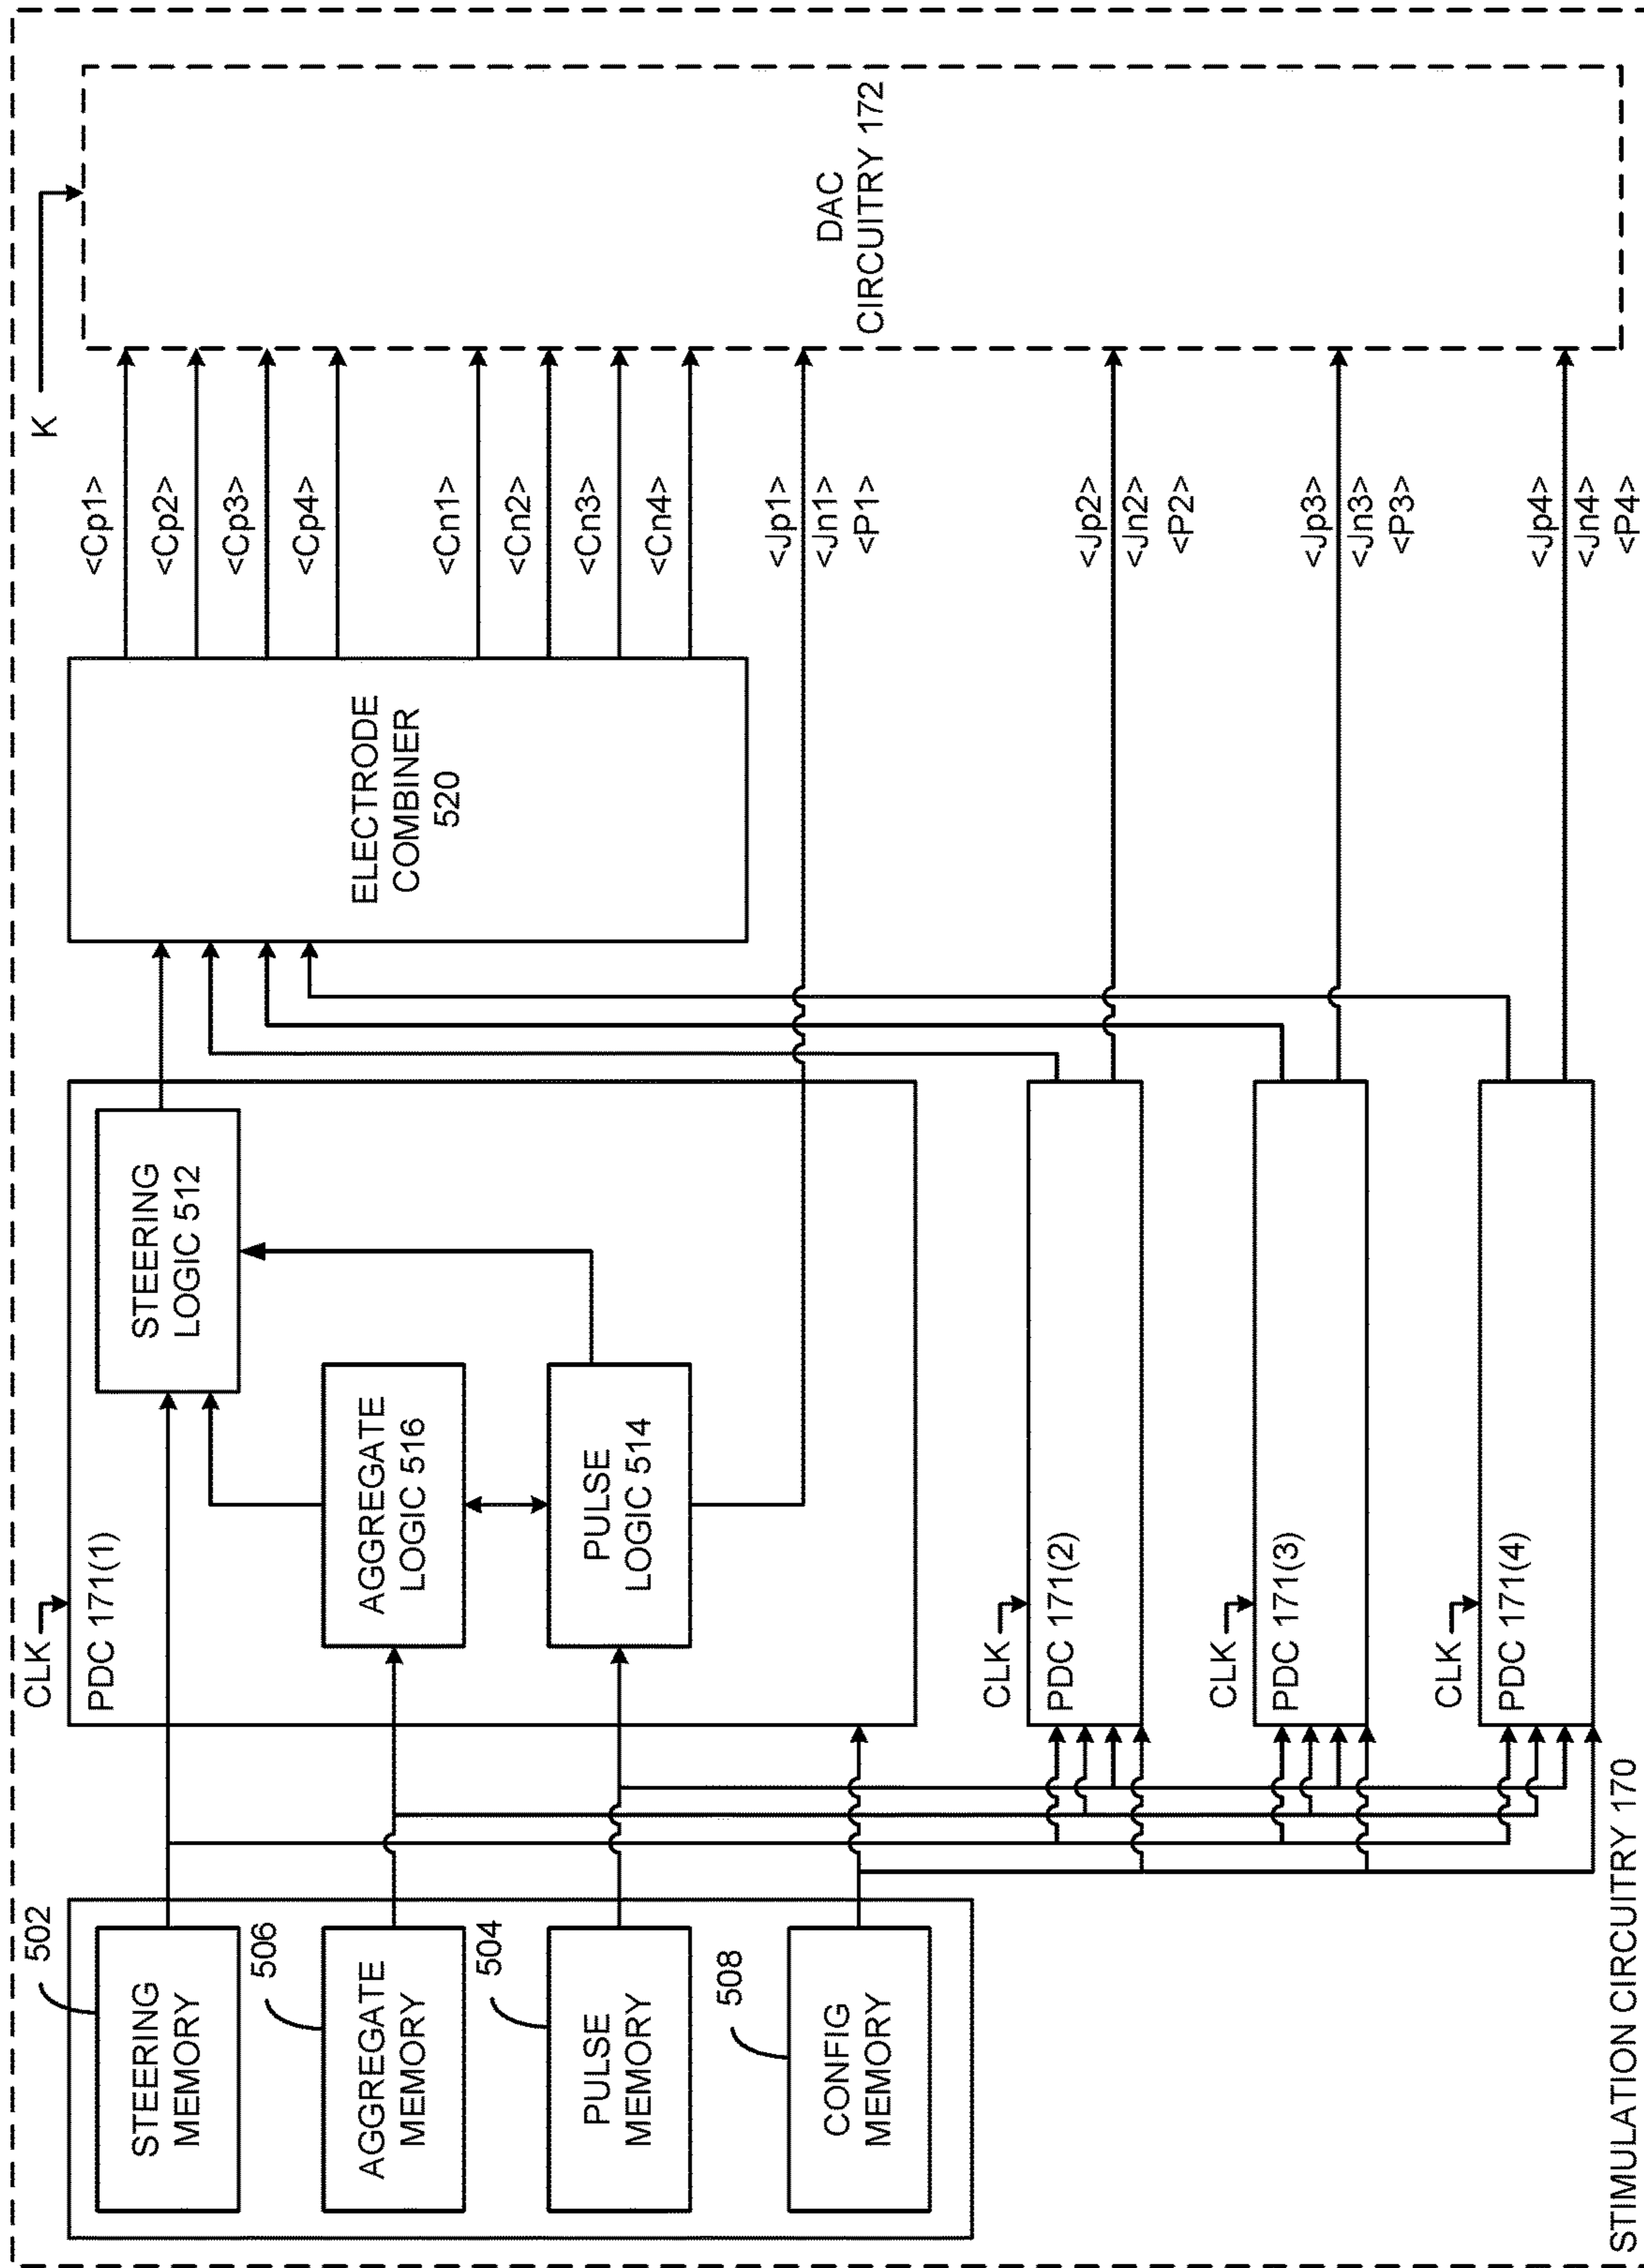 STIMULATION CIRCUITRY 170
502
STEERING
MEMORY
506
AGGREGATE
MEMORY
504
PULSE
MEMORY
508
CONFIG
MEMORY
CLK
PDC 171(1)
STEERING
LOGIC 512
AGGREGATE
LOGIC 516
PULSE
LOGIC 514
CLK
PDC 171(2)
CLK
PDC 171(3)
CLK
PDC 171(4)
ELECTRODE
COMBINER
520
K
<Cp1>
<Cp2>
<Cp3>
<Cp4>
<Cn1>
<Cn2>
<Cn3>
<Cn4>
<Jp1>
<Jn1>
<P1>
<Jp2>
<Jn2>
<P2>
<Jp3>
<Jn3>
<P3>
<Jp4>
<Jn4>
<P4>
DAC
CIRCUITRY 172